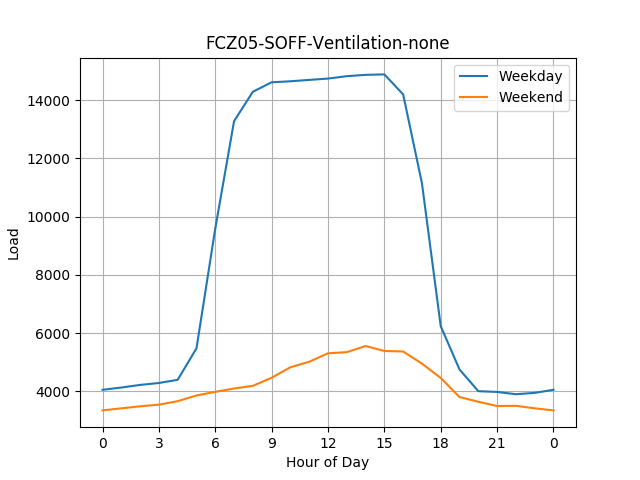 FCZ05-SOFF-Ventilation-none
Weekday
Weekend
14000
12000
10000
8000
6000
4000
Load
0 3 6 9 12 15 18 21 0
Hour of Day